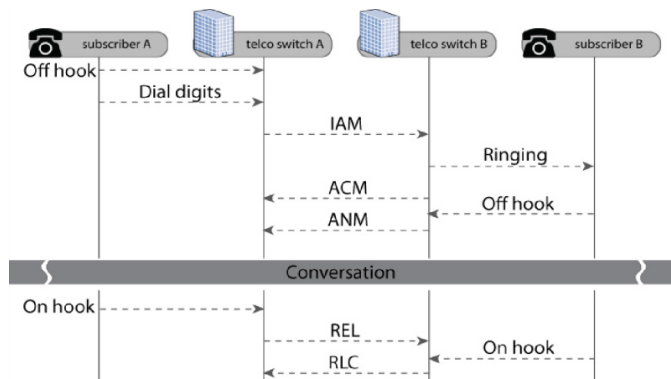 subscriber A
telco switch A
telco switch B
subscriber B
Off hook
Dial digits
IAM
Ringing
ACM
Off hook
ANM
Conversation
On hook
REL
On hook
RLC